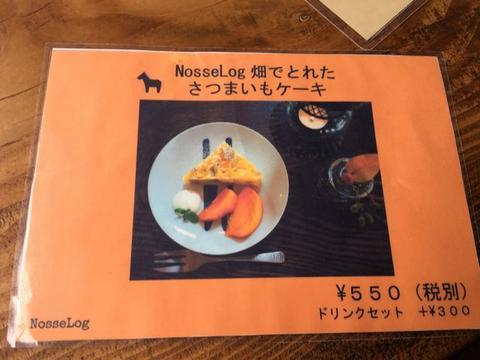 NosseLog 畑でとれた
さつまいもケーキ
¥５５０（税別）
ドリンクセット ＋¥３００
NosseLog